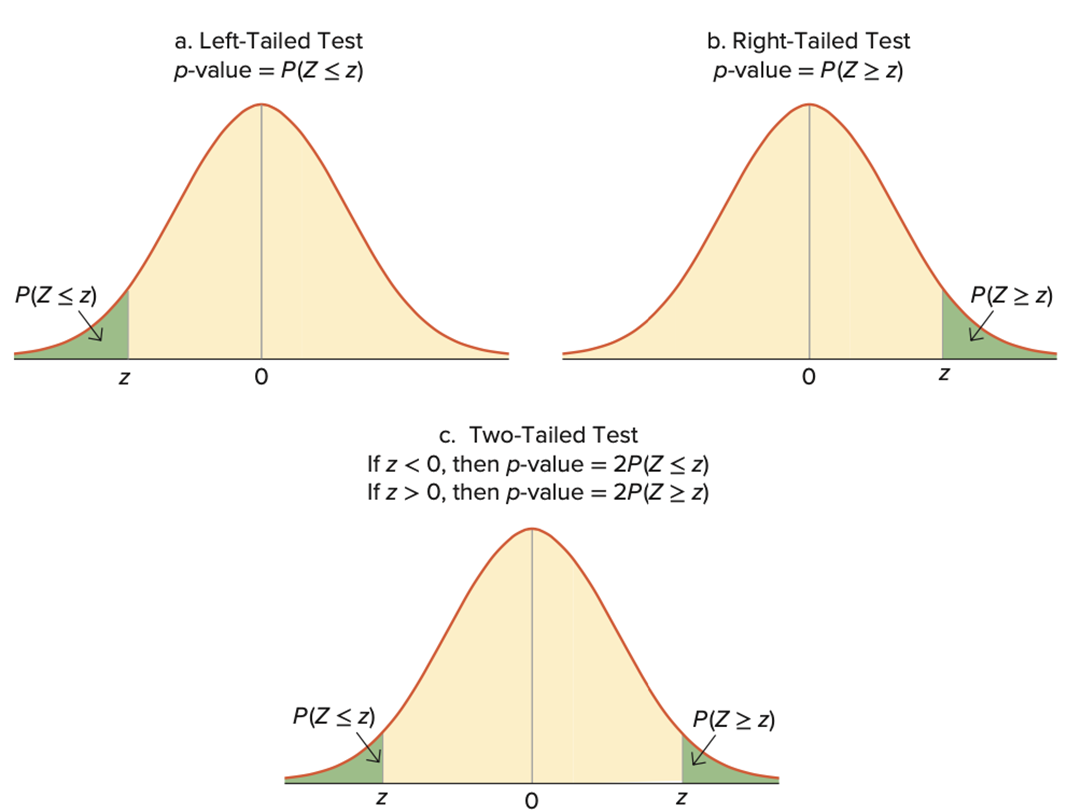 a. Left-Tailed Test
p-value = P(Z ≤ z)
P(Z ≤ z)
z
0
b. Right-Tailed Test
p-value = P(Z ≥ z)
P(Z ≥ z)
0
z
c. Two-Tailed Test
If z < 0, then p-value = 2P(Z ≤ z)
If z > 0, then p-value = 2P(Z ≥ z)
P(Z ≤ z)
P(Z ≥ z)
z
0
z